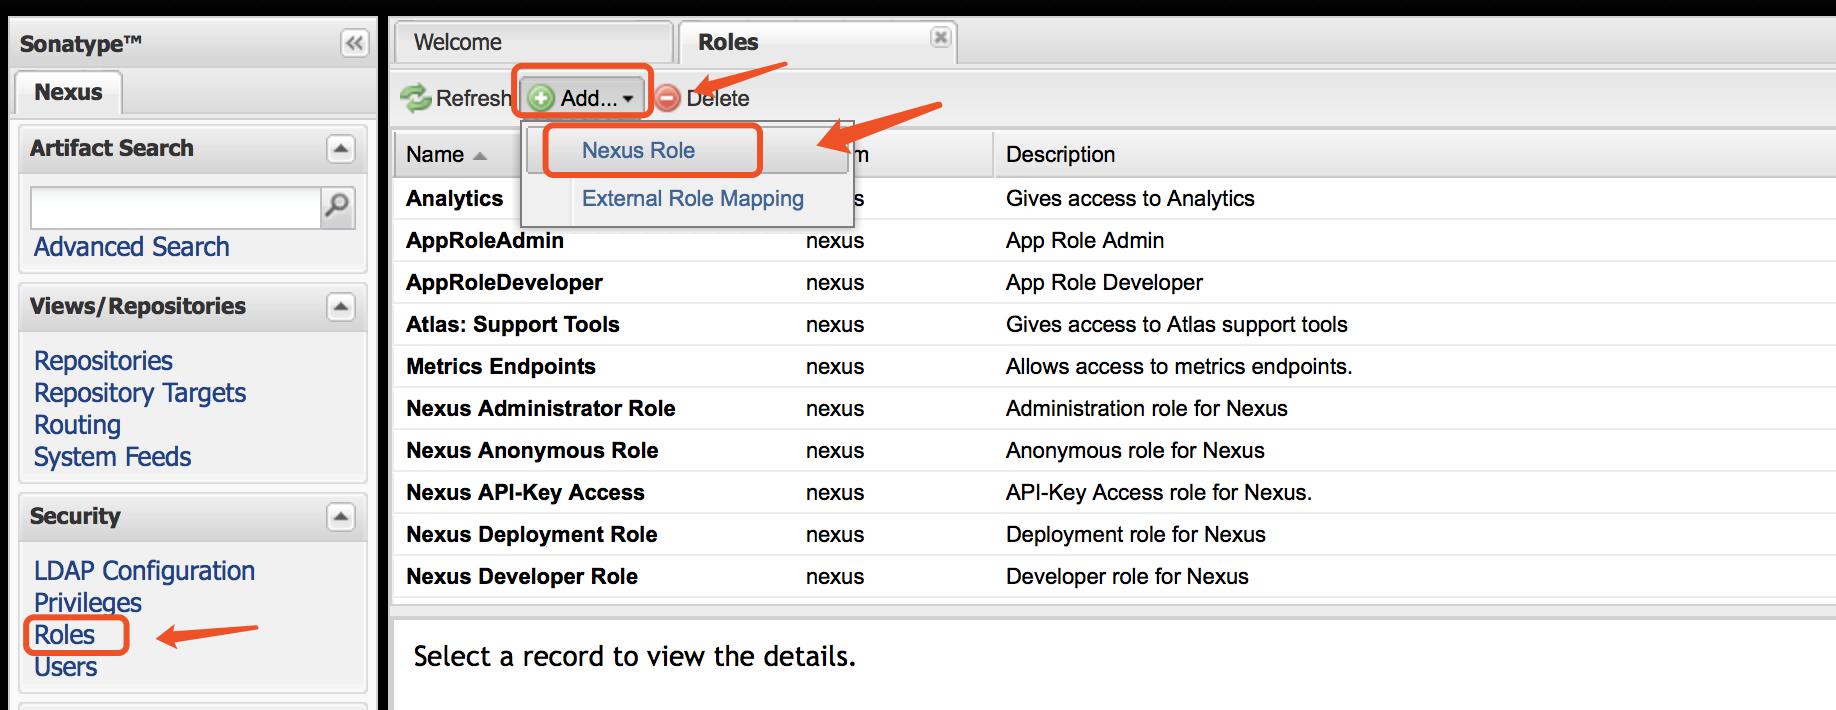 Sonatype™
Nexus
Artifact Search
Advanced Search
Views/Repositories
Repositories
Repository Targets
Routing
System Feeds
Security
LDAP Configuration
Privileges
Roles
Users
Welcome
Roles
Refresh Add... Delete
Nexus Role
External Role Mapping
Name m Description
Analytics s Gives access to Analytics
AppRoleAdmin nexus App Role Admin
AppRoleDeveloper nexus App Role Developer
Atlas: Support Tools nexus Gives access to Atlas support tools
Metrics Endpoints nexus Allows access to metrics endpoints.
Nexus Administrator Role nexus Administration role for Nexus
Nexus Anonymous Role nexus Anonymous role for Nexus
Nexus API-Key Access nexus API-Key Access role for Nexus.
Nexus Deployment Role nexus Deployment role for Nexus
Nexus Developer Role nexus Developer role for Nexus
Select a record to view the details.